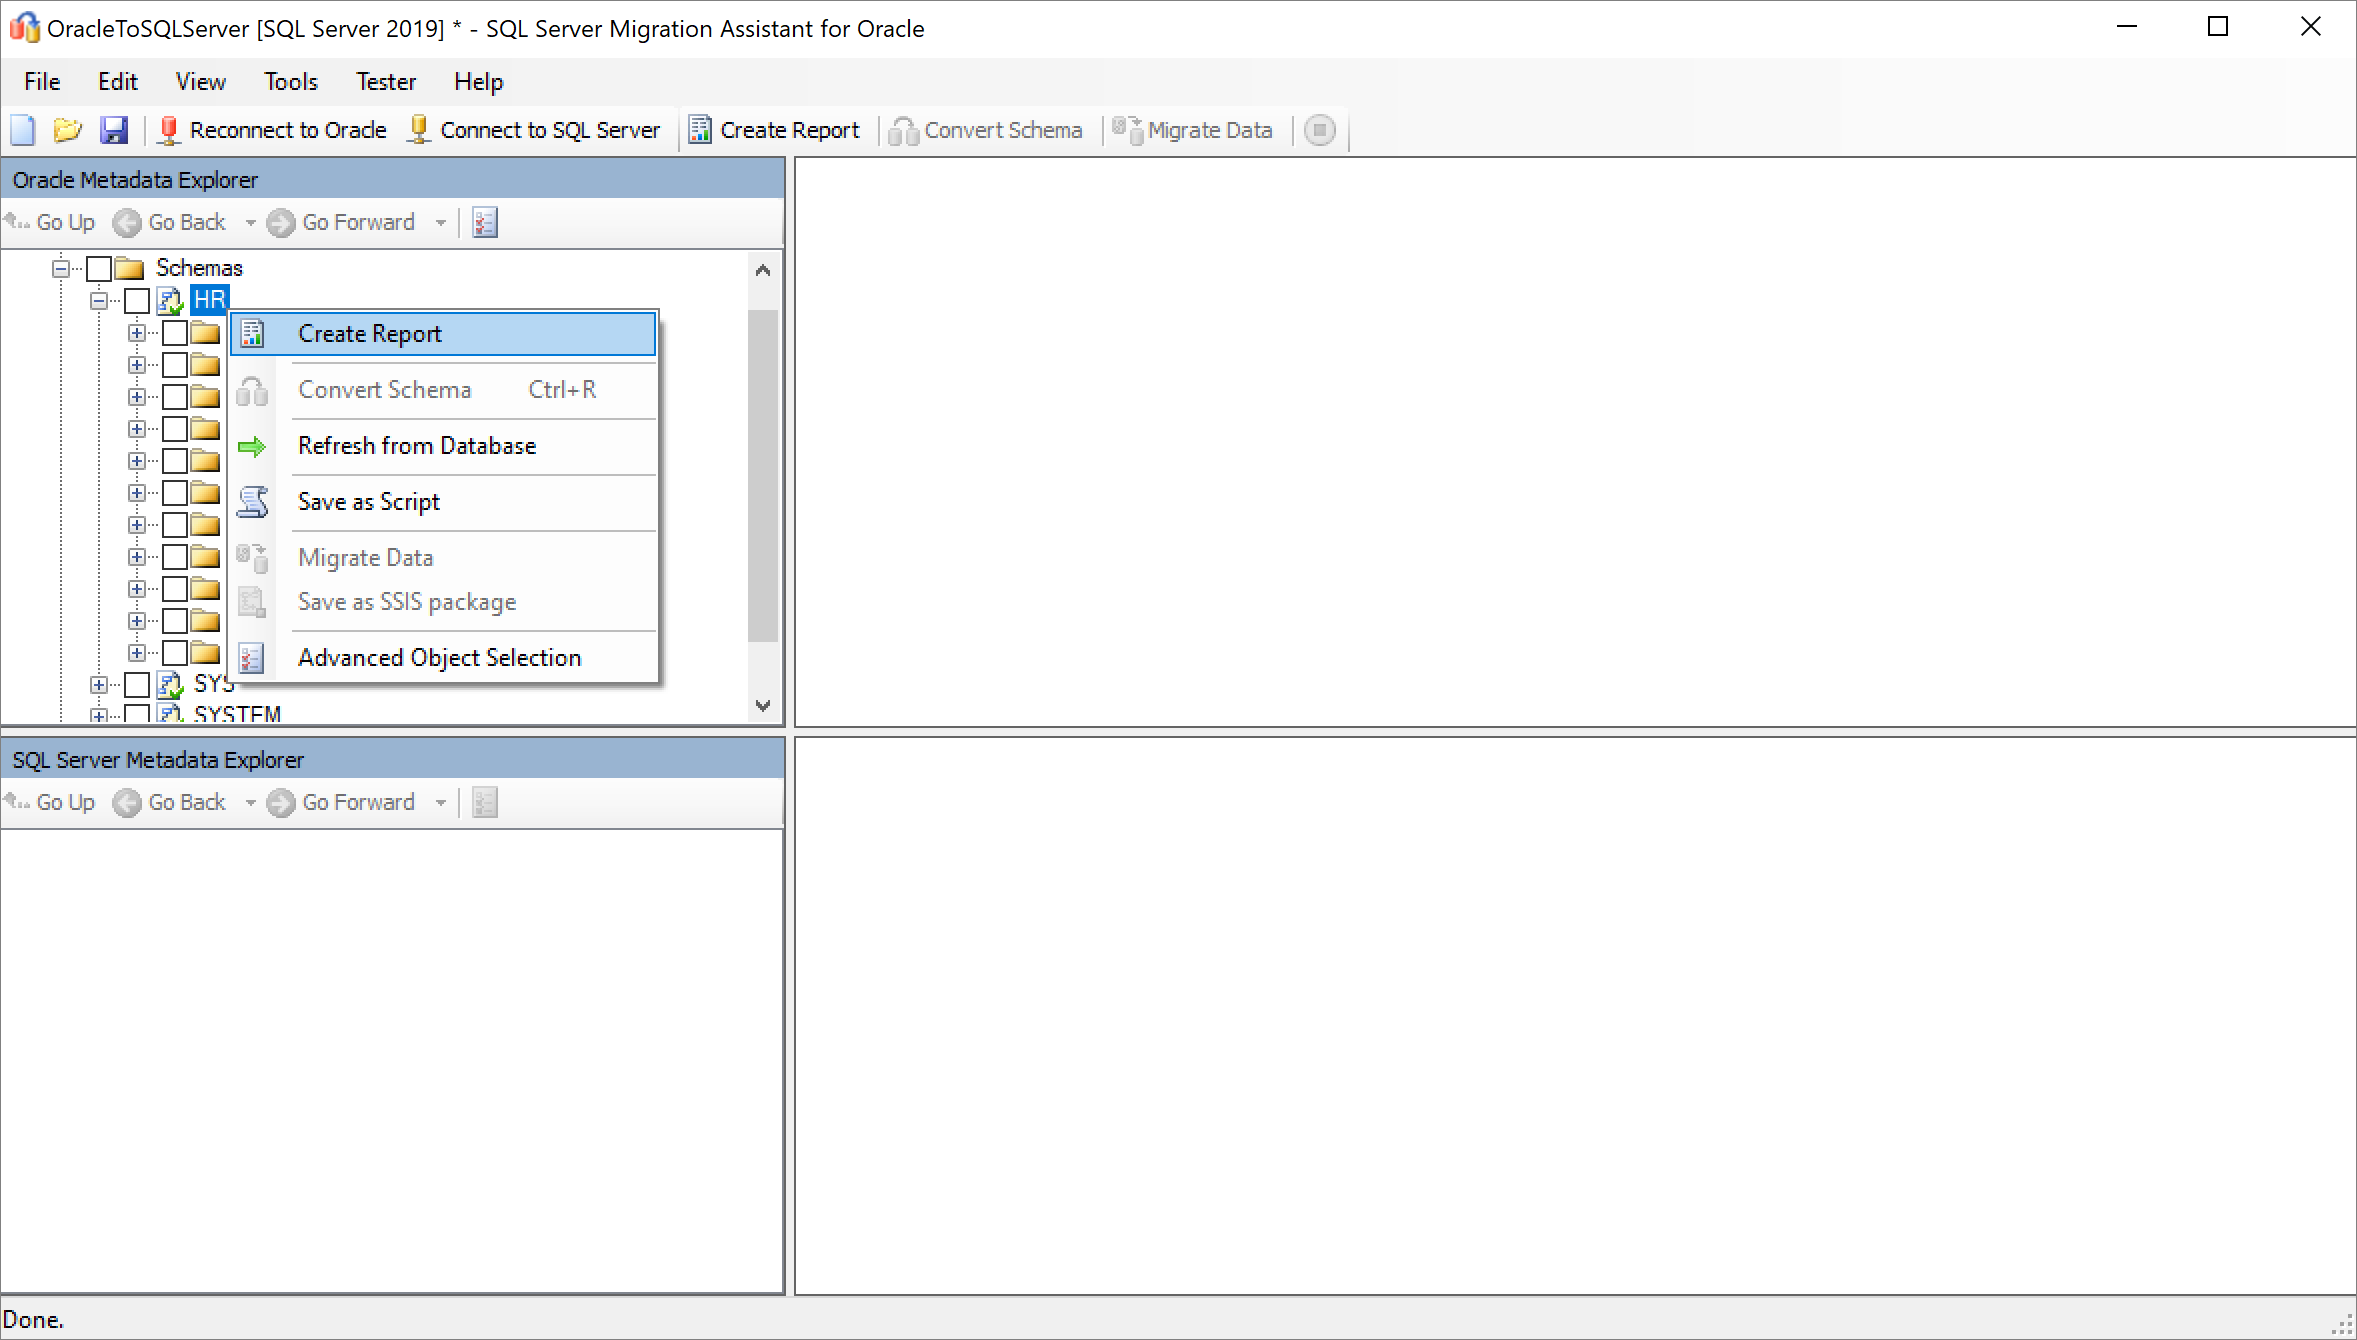 OracleToSQLServer [SQL Server 2019] * - SQL Server Migration Assistant for Oracle
File Edit View Tools Tester Help
Reconnect to Oracle Connect to SQL Server Create Report Convert Schema Migrate Data
Oracle Metadata Explorer
Go Up Go Back Go Forward
Schemas
HR
Create Report
Convert Schema Ctrl+R
Refresh from Database
Save as Script
Migrate Data
Save as SSIS package
Advanced Object Selection
SYS
SYSTEM
SQL Server Metadata Explorer
Go Up Go Back Go Forward
Done.